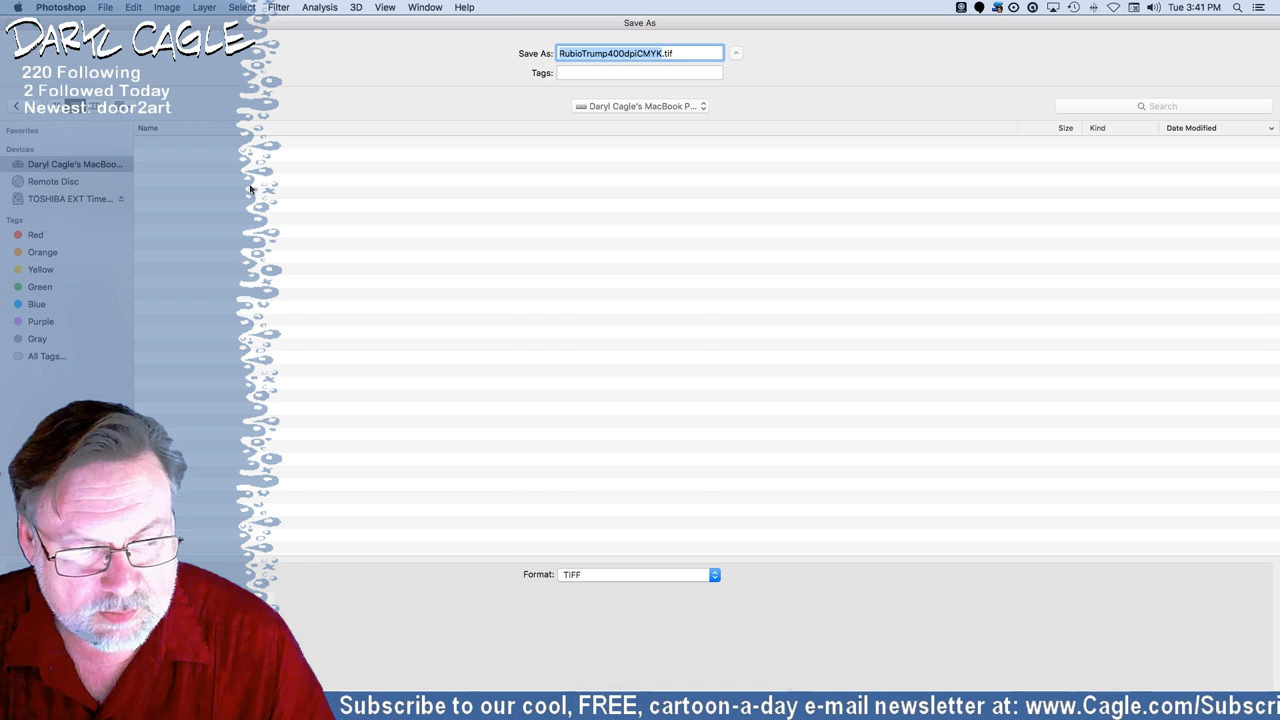 Photoshop File Edit Image Layer Select Filter Analysis 3D View Window Help Tue 3:41 PM
Save As
DARYL CAGLE
Save As: RubioTrump400dpiCMYK.tif
Tags:
220 Following
2 Followed Today
Newest: door2art
Daryl Cagle's MacBook P...
Search
Name Size Kind Date Modified
Favorites
Devices
Daryl Cagle's MacBoo...
Remote Disc
TOSHIBA EXT Time...
Tags
Red
Orange
Yellow
Green
Blue
Purple
Gray
All Tags...
Format: TIFF
Subscribe to our cool, FREE, cartoon-a-day e-mail newsletter at: www.Cagle.com/Subscri